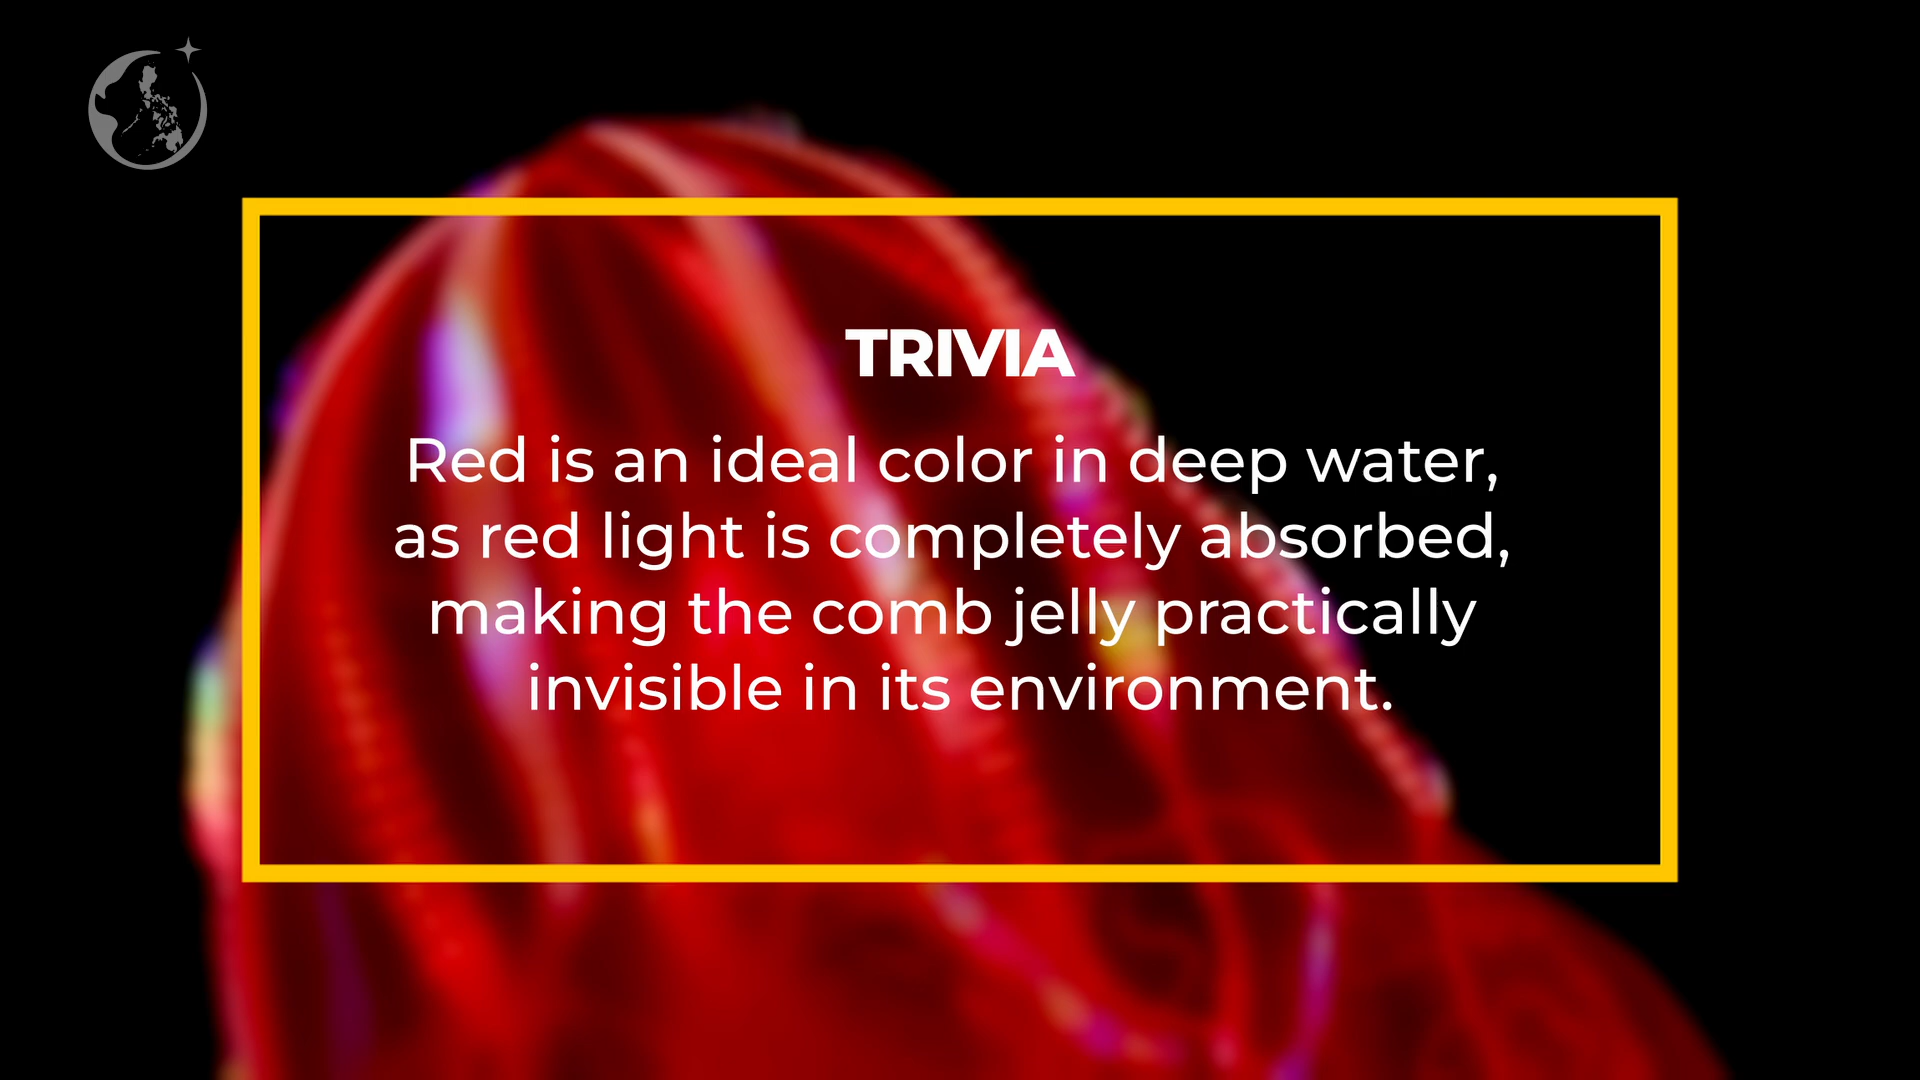 TRIVIA
Red is an ideal color in deep water,
as red light is completely absorbed,
making the comb jelly practically
invisible in its environment.